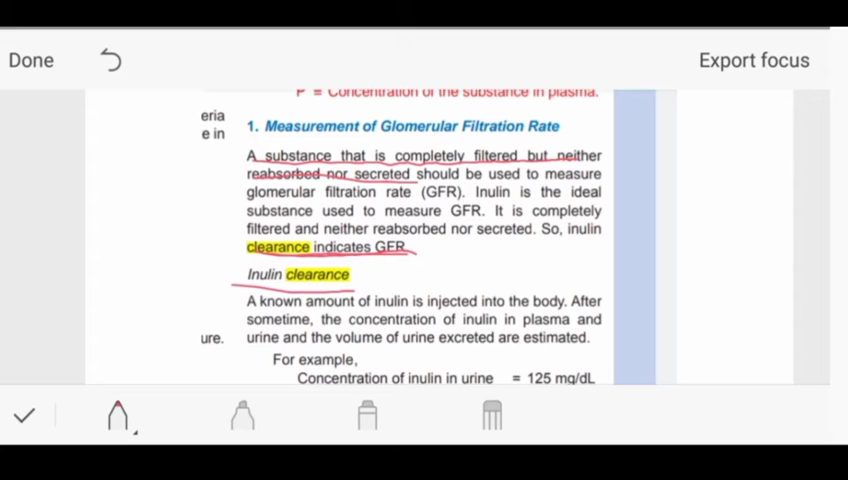 Done
Export focus
P = Concentration of the substance in plasma.
eria
e in
1. Measurement of Glomerular Filtration Rate
A substance that is completely filtered but neither
reabsorbed nor secreted should be used to measure
glomerular filtration rate (GFR). Inulin is the ideal
substance used to measure GFR. It is completely
filtered and neither reabsorbed nor secreted. So, inulin
clearance indicates GFR
Inulin clearance
A known amount of inulin is injected into the body. After
sometime, the concentration of inulin in plasma and
ure.
urine and the volume of urine excreted are estimated.
For example,
Concentration of inulin in urine = 125 mg/dL